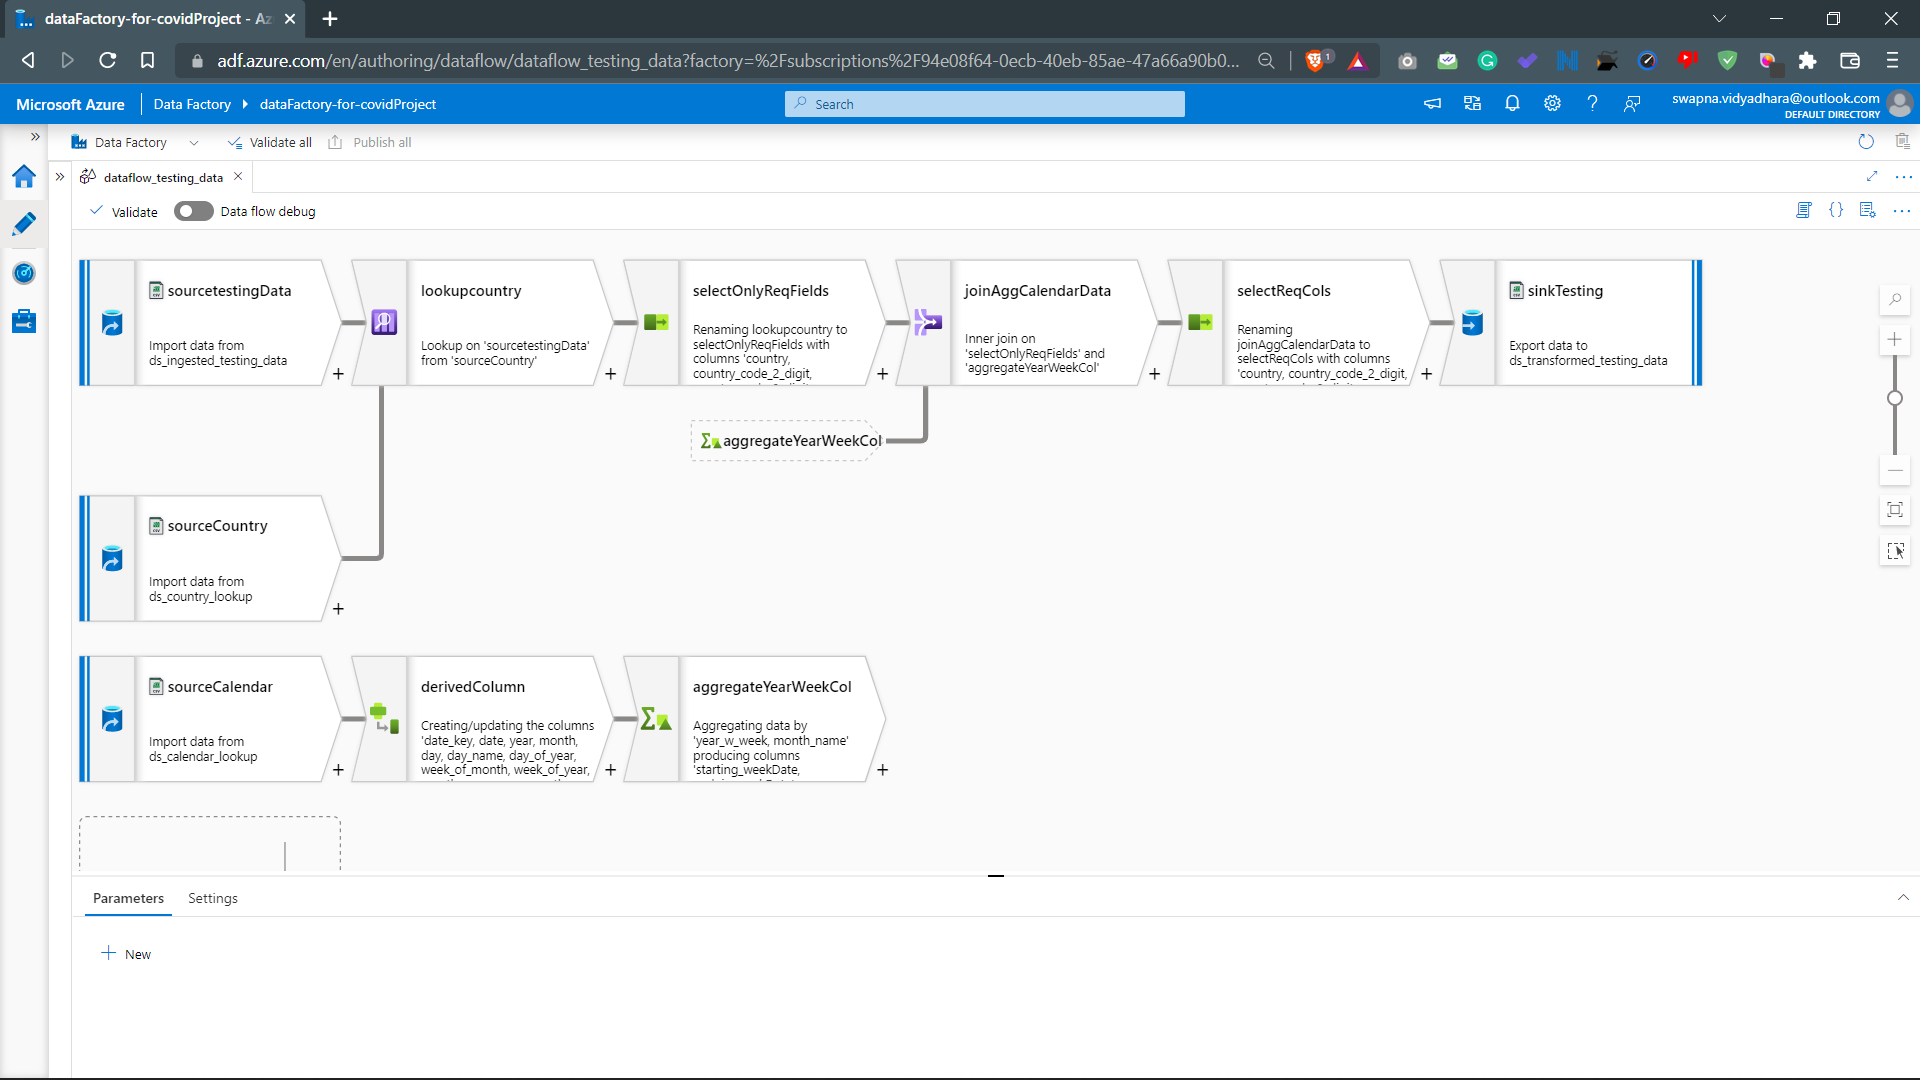 dataFactory-for-covidProject - Az
adf.azure.com/en/authoring/dataflow/dataflow_testing_data?factory=%2Fsubscriptions%2F94e08f64-0ecb-40eb-85ae-47a66a90b0...
1
Microsoft Azure
Data Factory
dataFactory-for-covidProject
Search
swapna.vidyadhara@outlook.com
DEFAULT DIRECTORY
Data Factory
Validate all
Publish all
dataflow_testing_data
Validate
Data flow debug
sourcetestingData
Import data from
ds_ingested_testing_data
lookupcountry
Lookup on 'sourcetestingData'
from 'sourceCountry'
selectOnlyReqFields
Renaming lookupcountry to
selectOnlyReqFields with
columns 'country,
country_code_2_digit,
joinAggCalendarData
Inner join on
'selectOnlyReqFields' and
'aggregateYearWeekCol'
selectReqCols
Renaming
joinAggCalendarData to
selectReqCols with columns
'country, country_code_2_digit,
sinkTesting
Export data to
ds_transformed_testing_data
aggregateYearWeekCol
sourceCountry
Import data from
ds_country_lookup
sourceCalendar
Import data from
ds_calendar_lookup
derivedColumn
Creating/updating the columns
'date_key, date, year, month,
day, day_name, day_of_year,
week_of_month, week_of_year,
aggregateYearWeekCol
Aggregating data by
'year_w_week, month_name'
producing columns
'starting_weekDate,
Parameters
Settings
New